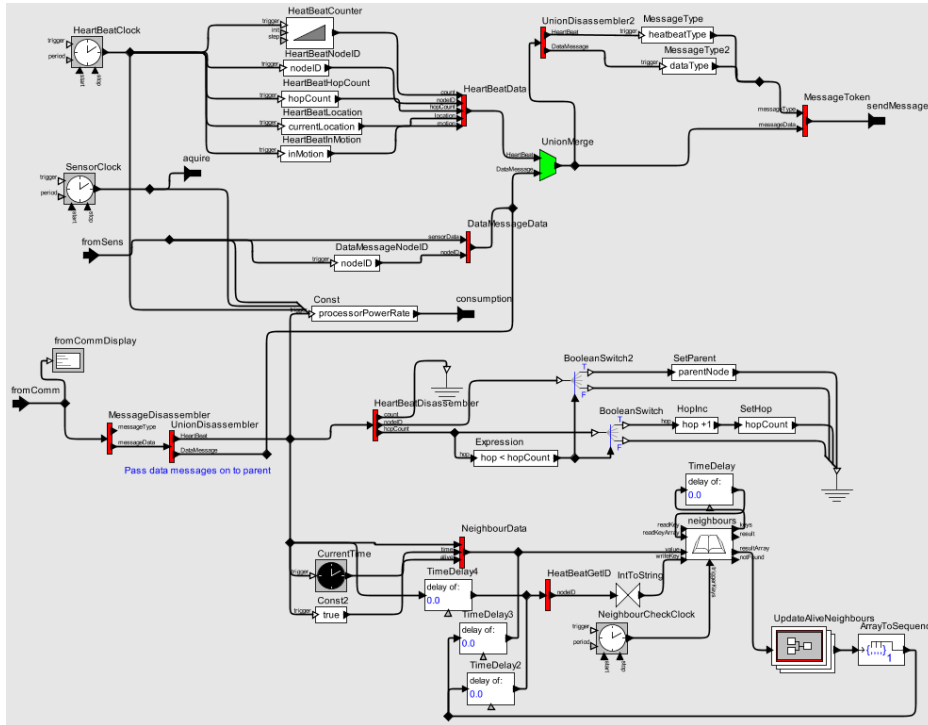 HeartBeatClock
trigger
period
start
stop
HeatBeatCounter
trigger
init
step
HeartBeatNodeID
trigger
nodeID
HeartBeatHopCount
trigger
hopCount
HeartBeatLocation
trigger
currentLocation
HeartBeatInMotion
trigger
inMotion
count
nodeID
hopCount
location
motion
HeartBeatData
UnionDisassembler2
HeartBeat
DataMessage
MessageType
trigger
heatbeatType
MessageType2
trigger
dataType
MessageToken
messageType
messageData
sendMessage
UnionMerge
HeartBeat
DataMessage
SensorClock
trigger
period
start
stop
aquire
fromSens
DataMessageNodeID
trigger
nodeID
DataMessageData
sensorData
nodeID
Const
processorPowerRate
consumption
fromCommDisplay
fromComm
MessageDisassembler
messageType
messageData
UnionDisassembler
HeartBeat
DataMessage
Pass data messages on to parent
HeartBeatDisassembler
count
nodeID
hopCount
BooleanSwitch2
T
F
SetParent
parentNode
BooleanSwitch
T
F
HopInc
hop
hop +1
SetHop
hopCount
Expression
hop
hop < hopCount
TimeDelay
delay of:
0.0
neighbours
readKey
readKeyArray
value
writeKey
triggerKeys
keys
result
resultArray
notFound
NeighbourData
time
alive
CurrentTime
trigger
Const2
trigger
true
TimeDelay4
delay of:
0.0
TimeDelay3
delay of:
0.0
TimeDelay2
delay of:
0.0
HeatBeatGetID
nodeID
IntToString
NeighbourCheckClock
trigger
period
start
stop
UpdateAliveNeighbours
ArrayToSequenc
{,,,,}
1